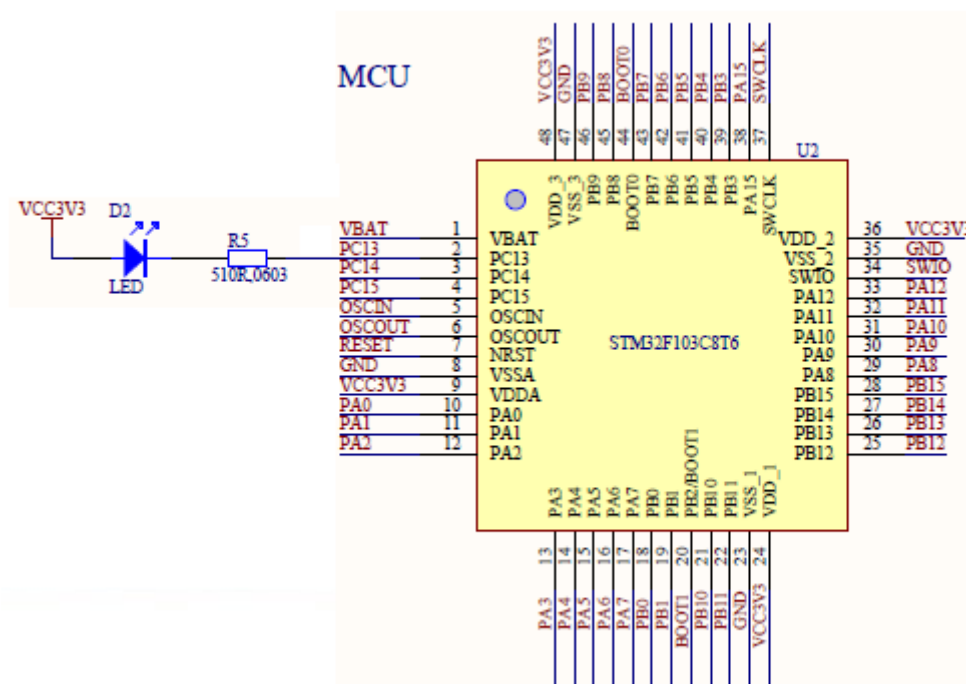 MCU
VCC3V3
GND
PB9
PB8
BOOT0
PB7
PB6
PB5
PB4
PB3
PA15
SWCLK
48
47
46
45
44
43
42
41
40
39
38
37
U2
VDD_3
VSS_3
PB9
PB8
BOOT0
PB7
PB6
PB5
PB4
PB3
PA15
SWCLK
VCC3V3
D2
LED
R5
510R,0603
VBAT 1 VBAT
PC13 2 PC13
PC14 3 PC14
PC15 4 PC15
OSCIN 5 OSCIN
OSCOUT 6 OSCOUT
RESET 7 NRST
GND 8 VSSA
VCC3V3 9 VDDA
PA0 10 PA0
PA1 11 PA1
PA2 12 PA2
STM32F103C8T6
VDD_2 36 VCC3V3
VSS_2 35 GND
SWIO 34 SWIO
PA12 33 PA12
PA11 32 PA11
PA10 31 PA10
PA9 30 PA9
PA8 29 PA8
PB15 28 PB15
PB14 27 PB14
PB13 26 PB13
PB12 25 PB12
PA3
PA4
PA5
PA6
PA7
PB0
PB1
PB2/BOOT1
PB10
PB11
VSS_1
VDD_1
13
14
15
16
17
18
19
20
21
22
23
24
PA3
PA4
PA5
PA6
PA7
PB0
PB1
BOOT1
PB10
PB11
GND
VCC3V3